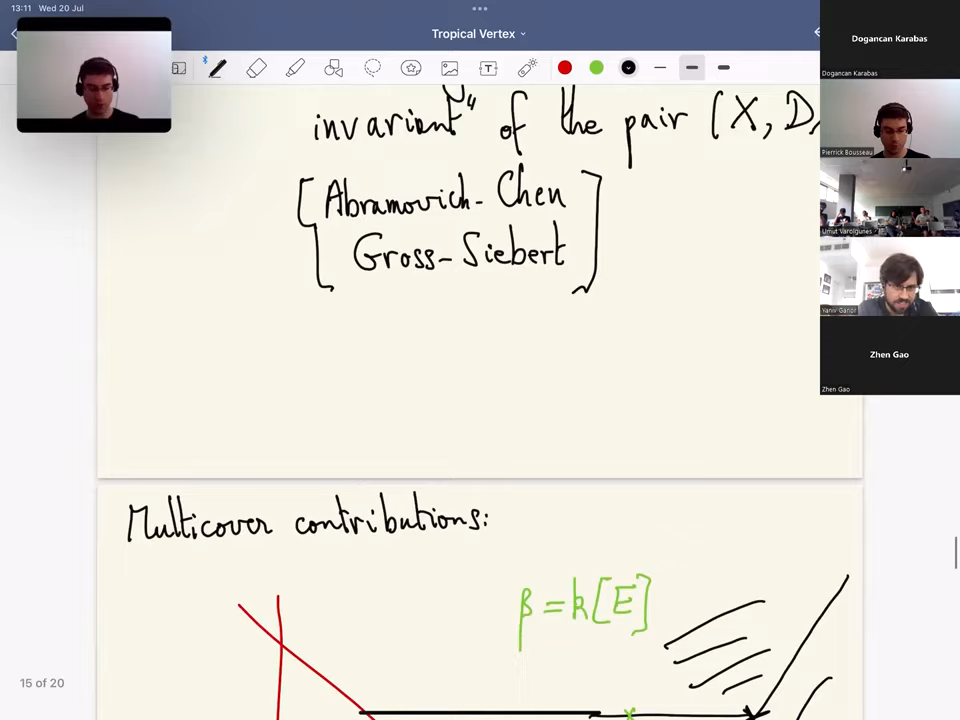 13:11 Wed 20 Jul
Tropical Vertex
invariant" of the pair (X, D,
[Abramovich-Chen
Gross-Siebert]
Multicover contributions:
β = k[E]
15 of 20
Dogancan Karabas
Dogancan Karabas
Pierrick Bousseau
Umut Varolgunes
Yaniv Ganor
Zhen Gao
Zhen Gao